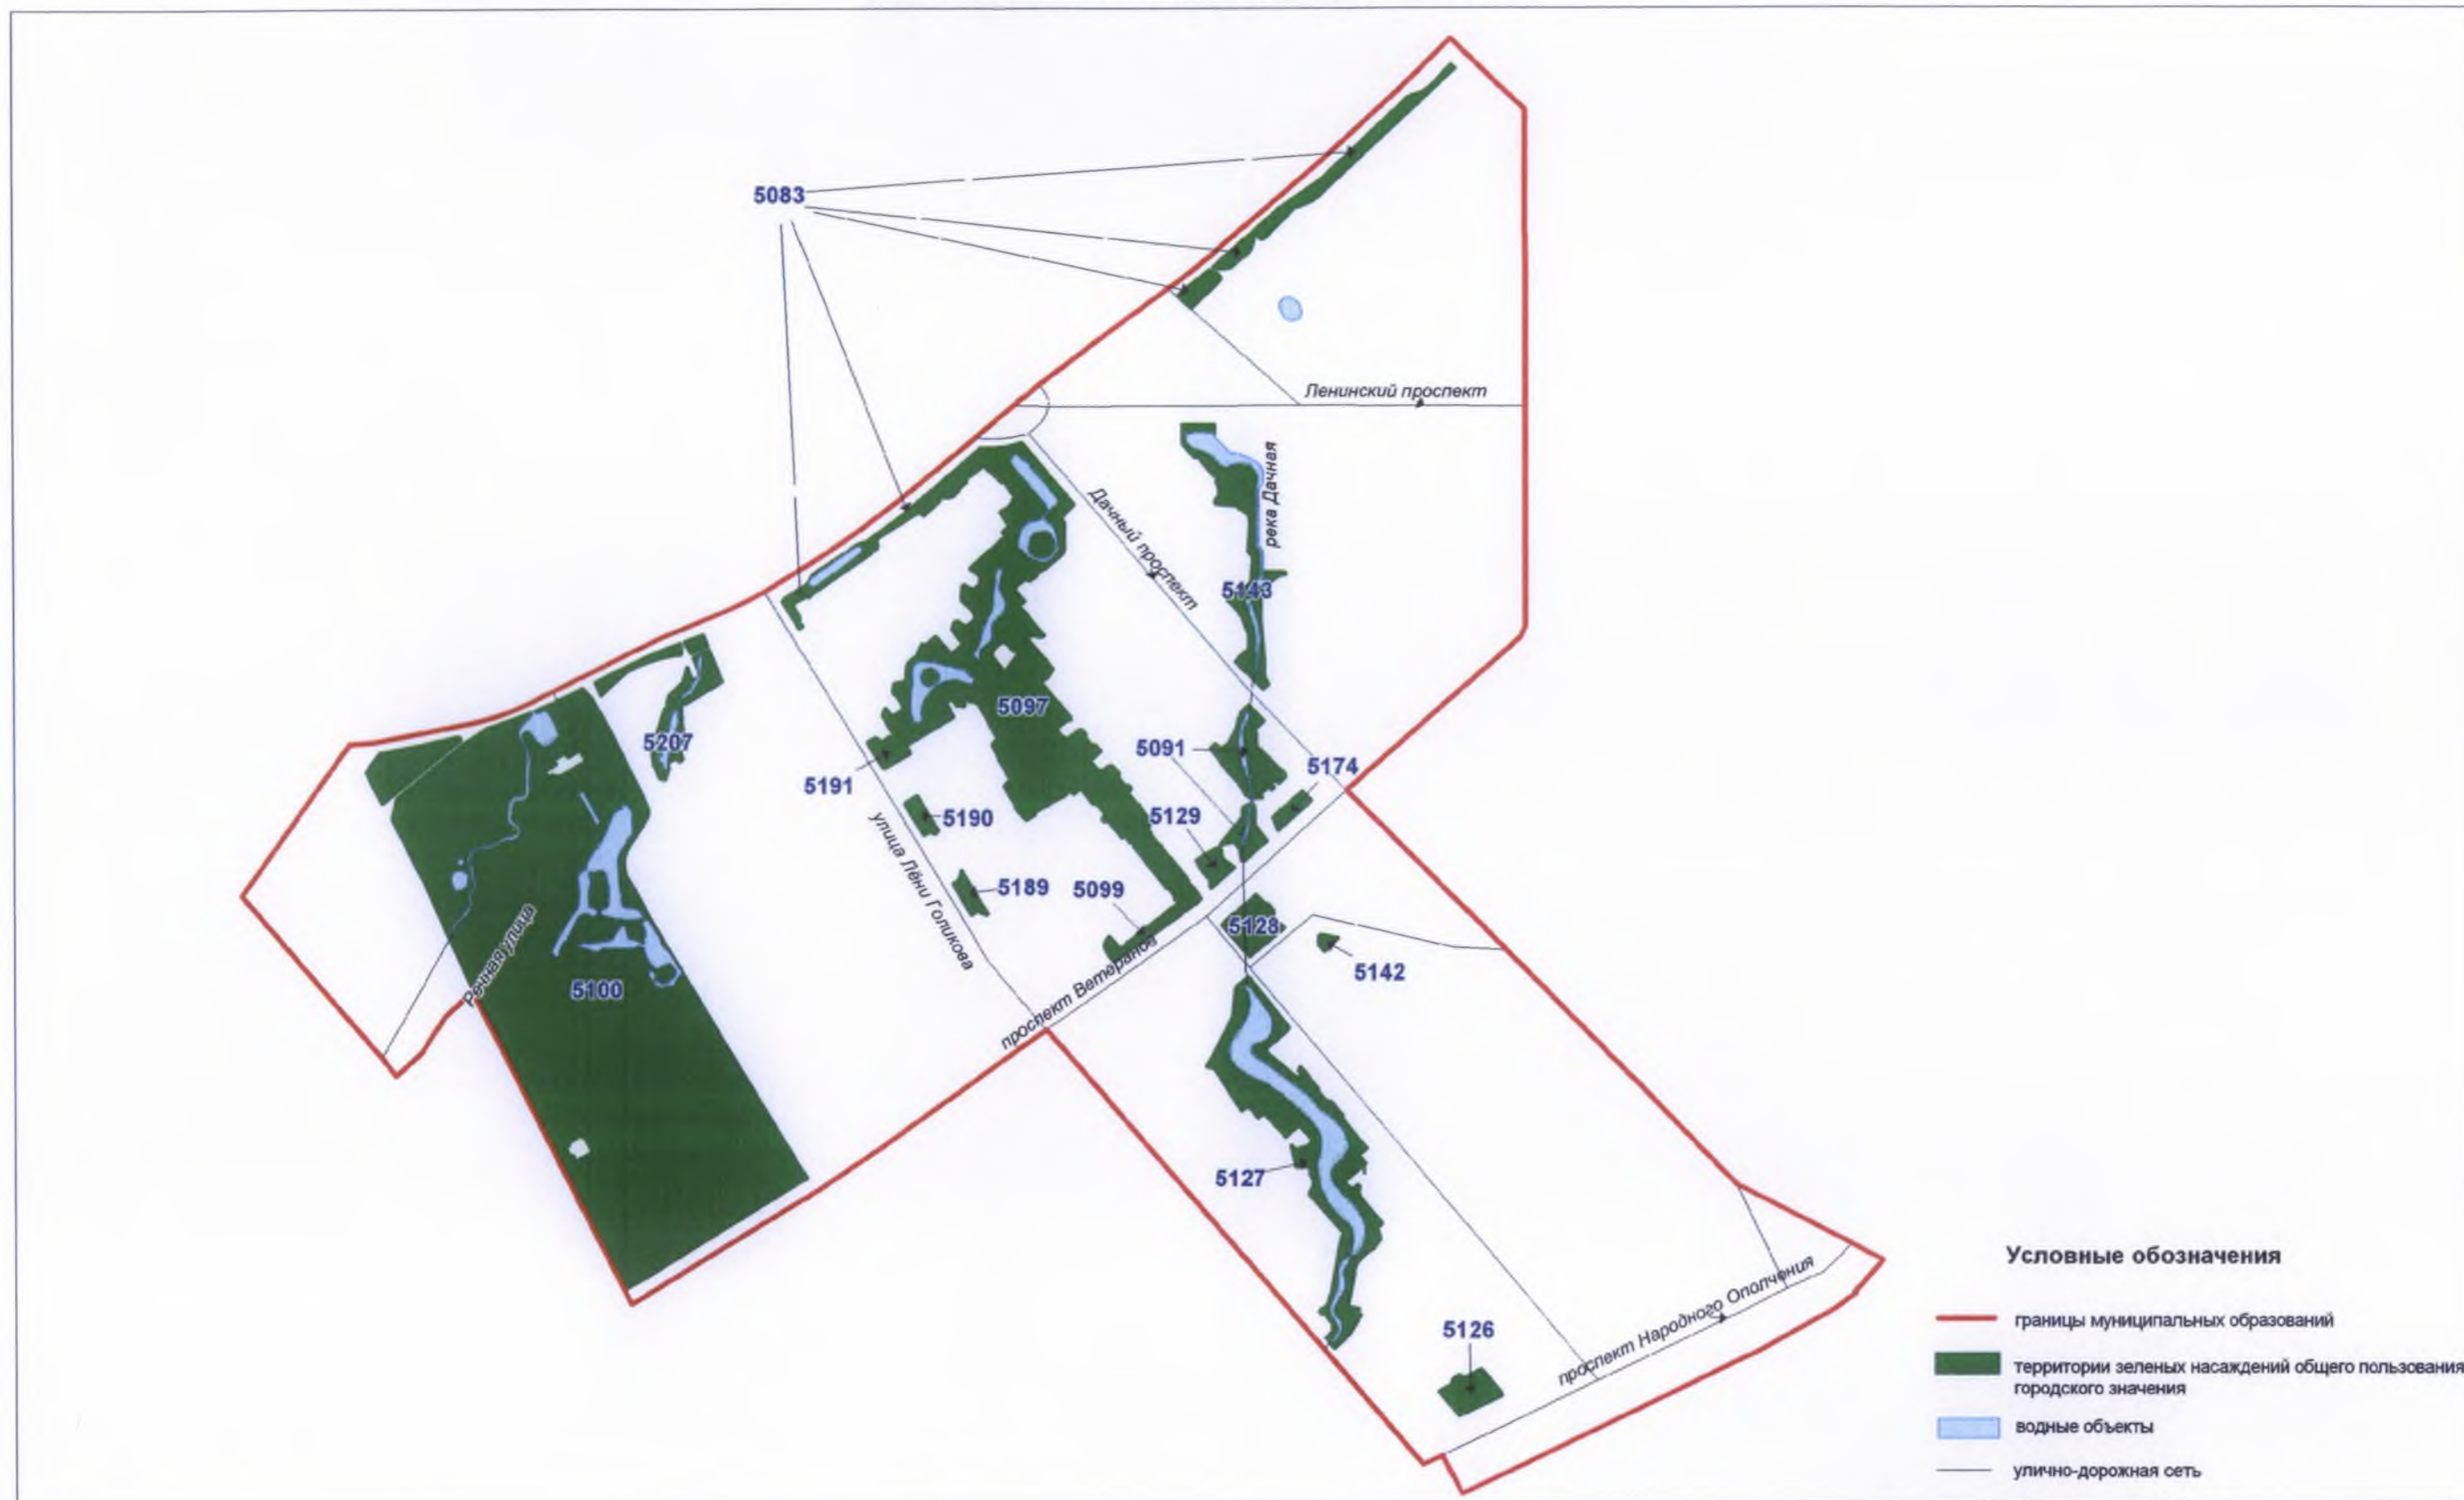 5083
Ленинский проспект
река Дачная
Дачный проспект
5143
5097
5207
5091
5174
5191
5190
5129
улица Лёни Голикова
5189
5099
5128
Речная улица
5142
5100
проспект Ветеранов
5127
5126
проспект Народного Ополчения
Условные обозначения
границы муниципальных образований
территории зеленых насаждений общего пользования
городского значения
водные объекты
улично-дорожная сеть